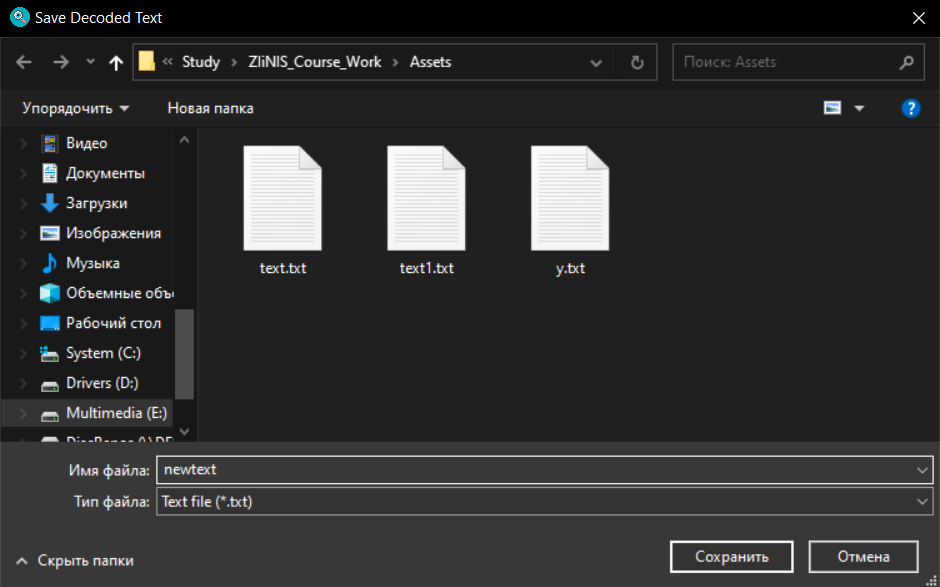 Save Decoded Text
« Study › ZIiNIS_Course_Work › Assets
Поиск: Assets
Упорядочить
Новая папка
Видео
Документы
Загрузки
Изображения
Музыка
Объемные объ
Рабочий стол
System (C:)
Drivers (D:)
Multimedia (E:)
text.txt
text1.txt
y.txt
Имя файла: newtext
Тип файла: Text file (*.txt)
Скрыть папки
Сохранить
Отмена